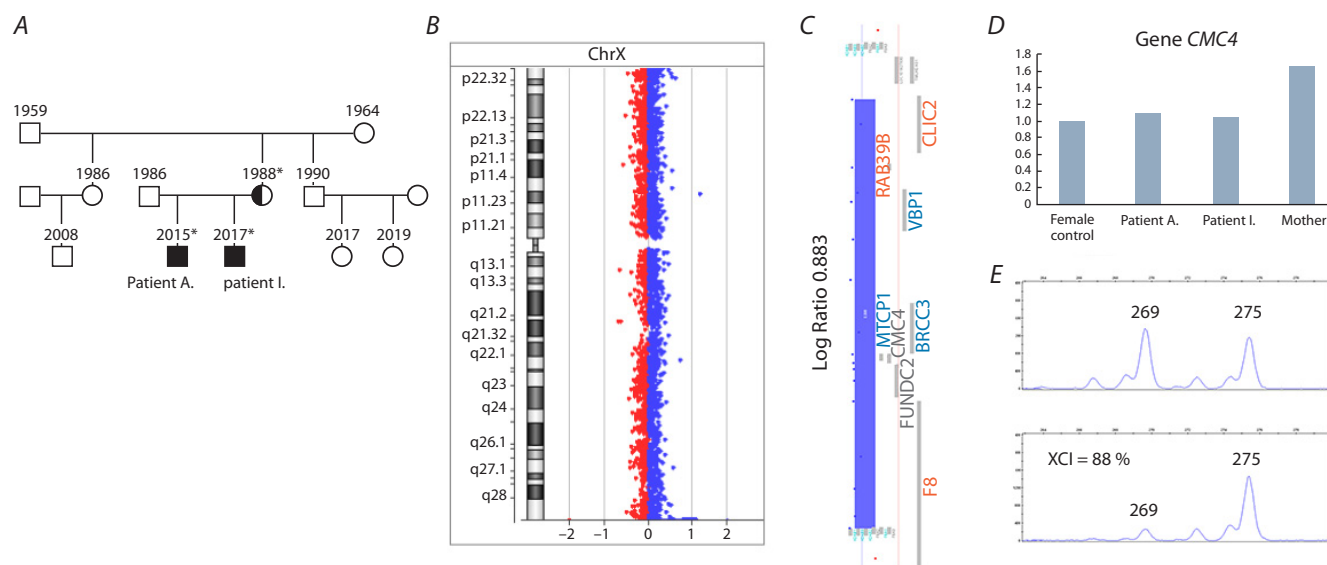 A
1959
1964
1986
1986
1988*
1990
2008
2015*
2017*
2017
2019
Patient A.
patient I.
B
ChrX
p22.32
p22.13
p21.3
p21.1
p11.4
p11.23
p11.21
q13.1
q13.3
q21.2
q21.32
q22.1
q23
q24
q26.1
q27.1
q28
–2
–1
0
1
2
C
Log Ratio 0.883
CLIC2
RAB39B
VBP1
MTCP1
CMC4
BRCC3
FUNDC2
F8
D
Gene CMC4
1.8
1.6
1.4
1.2
1.0
0.8
0.6
0.4
0.2
0
Female control
Patient A.
Patient I.
Mother
E
269
275
XCI = 88 %
269
275